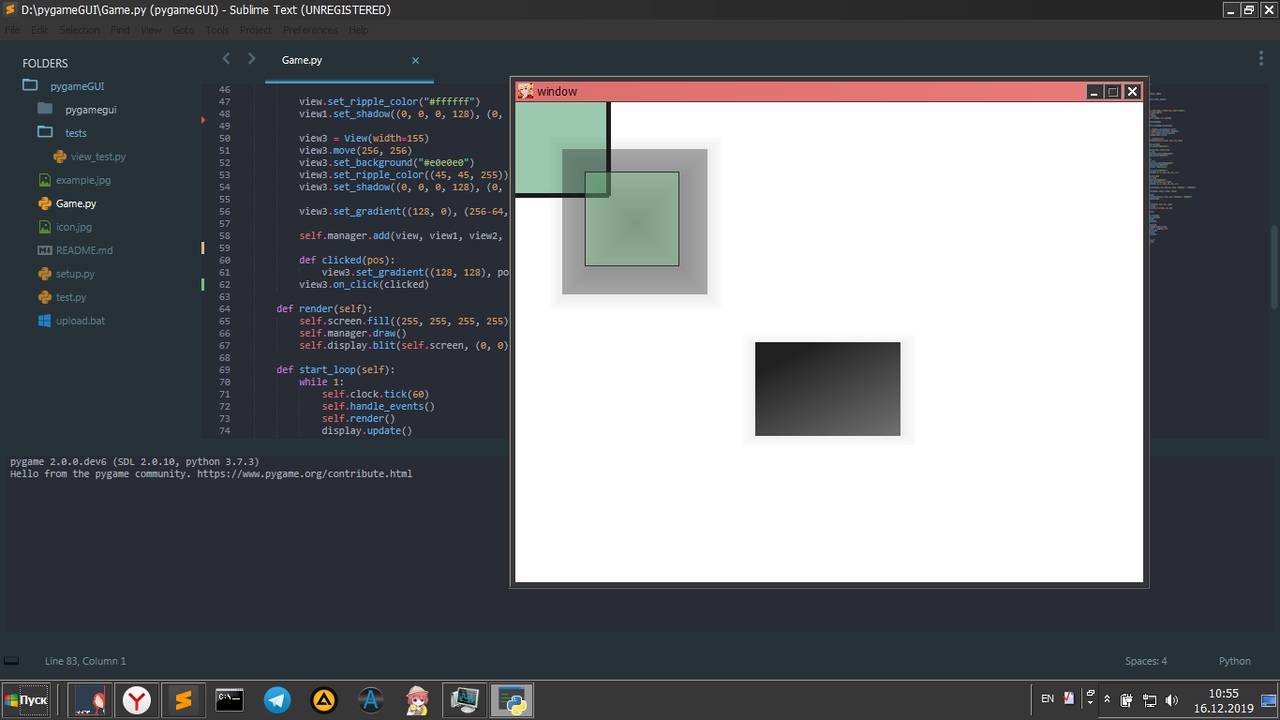 D:\pygameGUI\Game.py (pygameGUI) - Sublime Text (UNREGISTERED)
File Edit Selection Find View Goto Tools Project Preferences Help
FOLDERS
pygameGUI
pygamegui
tests
view_test.py
example.jpg
Game.py
icon.jpg
README.md
setup.py
test.py
upload.bat
Game.py
46
47 view.set_ripple_color("#ffffff")
48 view1.set_shadow((0, 0, 0, 255), (0,
49
50 view3 = View(width=155)
51 view3.move(256, 256)
52 view3.set_background("#e0e0e0")
53 view3.set_ripple_color((45, 45, 255))
54 view3.set_shadow((0, 0, 0, 128), (0,
55
56 view3.set_gradient((128, 0), (256-64,
57
58 self.manager.add(view, view1, view2,
59
60 def clicked(pos):
61 view3.set_gradient((128, 128), po
62 view3.on_click(clicked)
63
64 def render(self):
65 self.screen.fill((255, 255, 255, 255)
66 self.manager.draw()
67 self.display.blit(self.screen, (0, 0)
68
69 def start_loop(self):
70 while 1:
71 self.clock.tick(60)
72 self.handle_events()
73 self.render()
74 display.update()
window
pygame 2.0.0.dev6 (SDL 2.0.10, python 3.7.3)
Hello from the pygame community. https://www.pygame.org/contribute.html
Line 83, Column 1
Spaces: 4
Python
Пуск
EN
10:55
16.12.2019